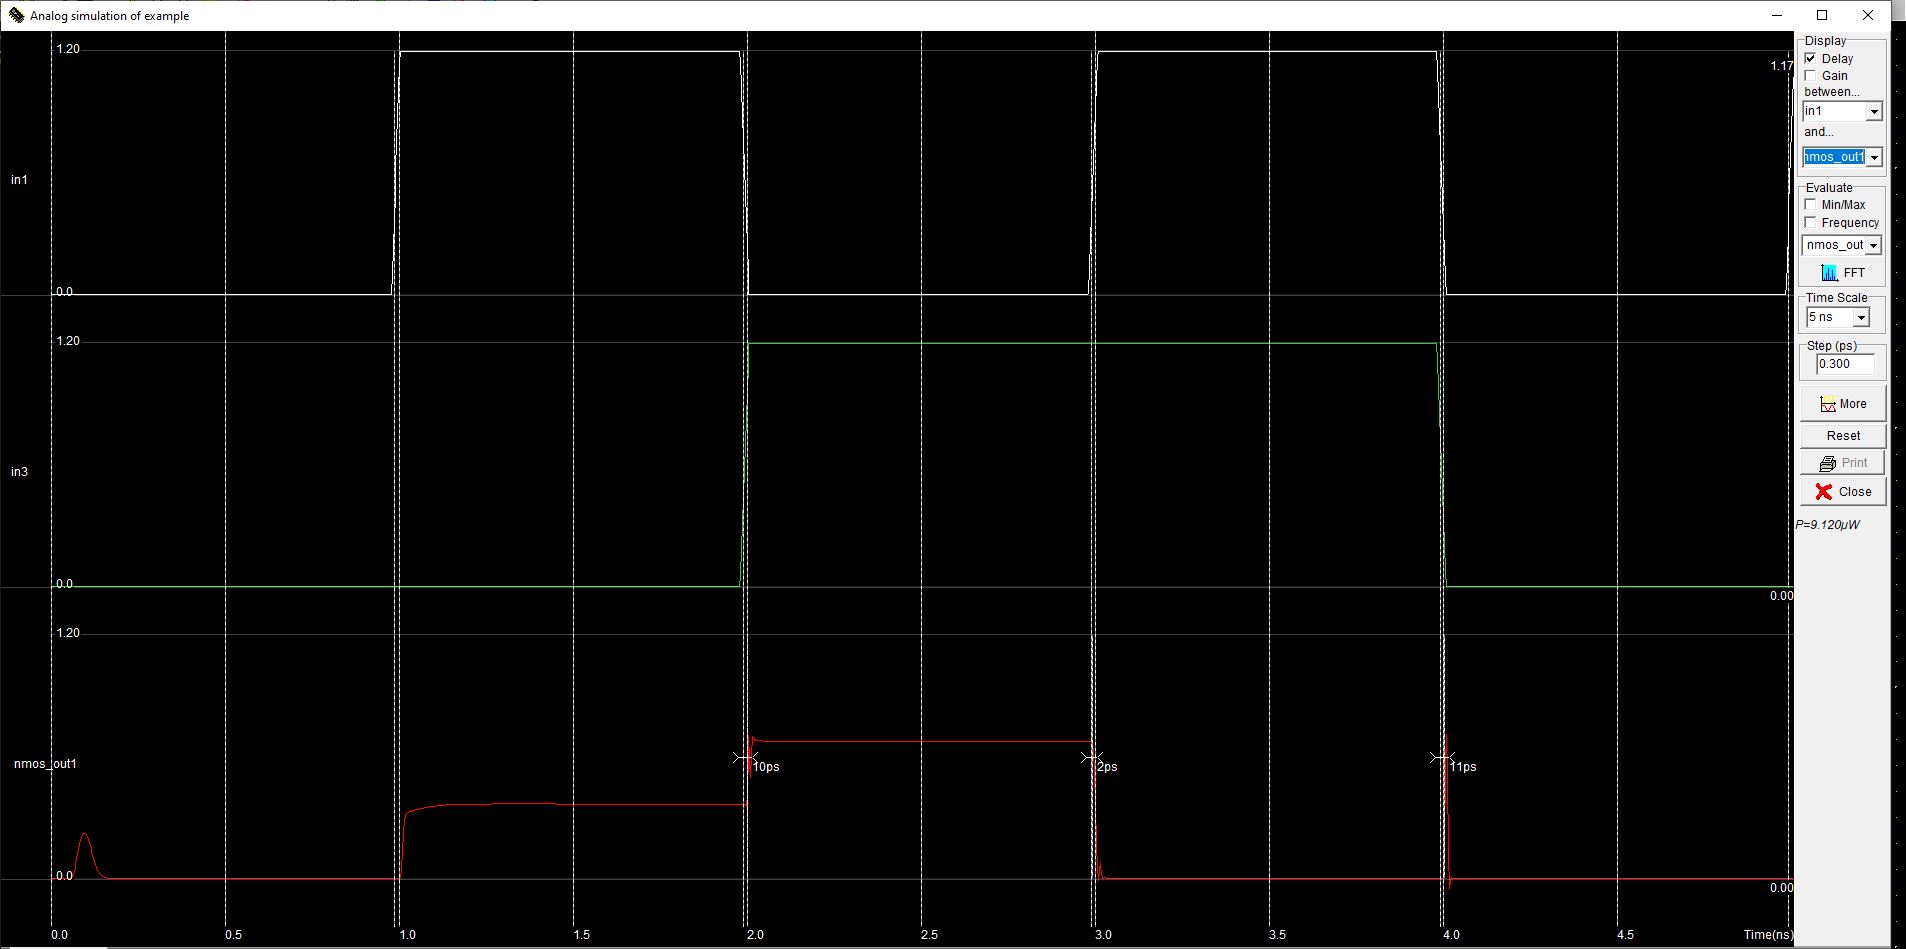 Analog simulation of example
1.20
in1
0.0
1.17
1.20
in3
0.0
0.00
1.20
nmos_out1
10ps
2ps
11ps
0.0
0.00
0.0 0.5 1.0 1.5 2.0 2.5 3.0 3.5 4.0 4.5 Time(ns)
Display
Delay
Gain
between...
in1
and...
nmos_out1
Evaluate
Min/Max
Frequency
nmos_out
FFT
Time Scale
5 ns
Step (ps)
0.300
More
Reset
Print
Close
P=9.120µW